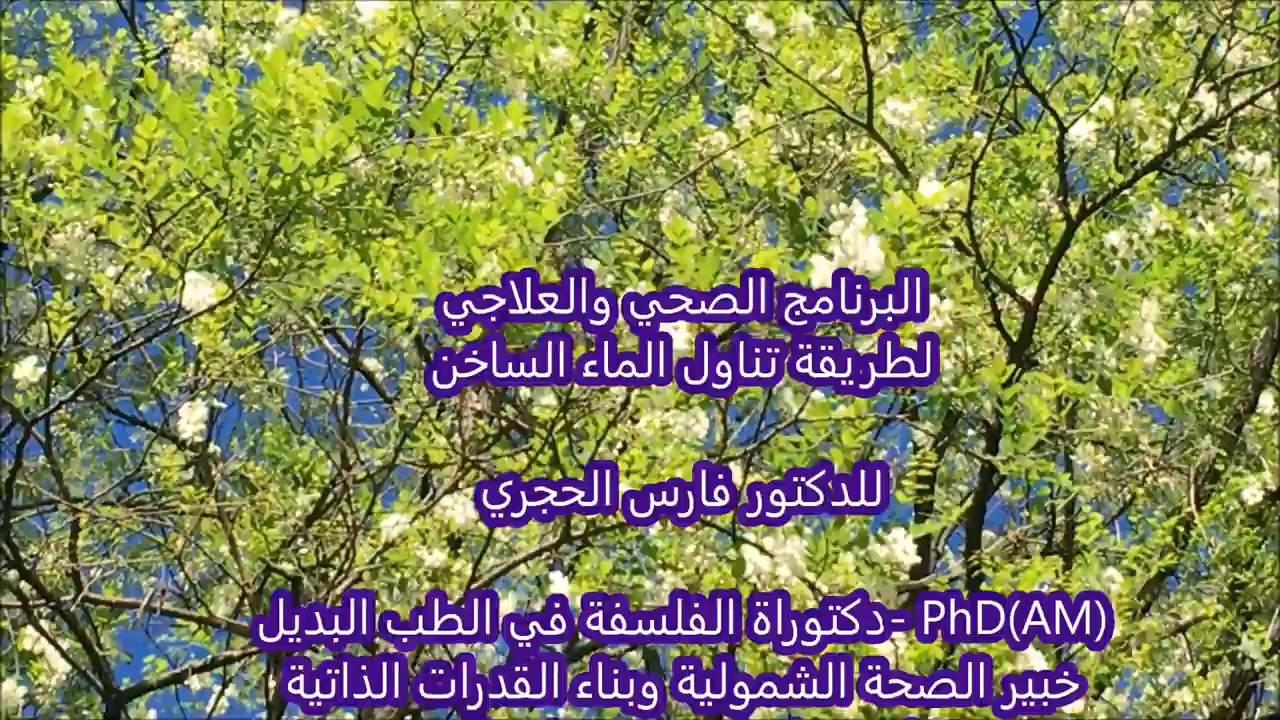 البرنامج الصحي والعلاجي
لطريقة تناول الماء الساخن
للدكتور فارس الحجري
PhD(AM) -دكتوراة الفلسفة في الطب البديل
خبير الصحة الشمولية وبناء القدرات الذاتية